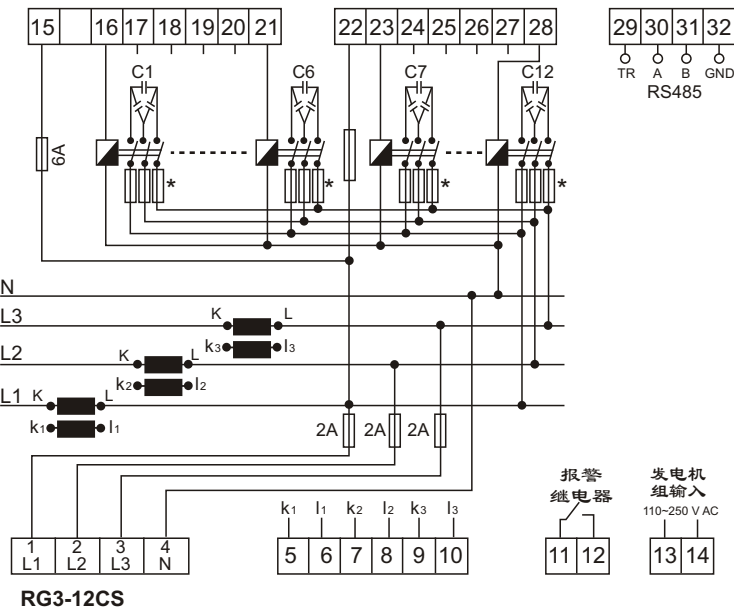 15 16 17 18 19 20 21 22 23 24 25 26 27 28 29 30 31 32
TR A B GND
RS485
C1 C6 C7 C12
6A
* * * *
N
L3 K L
k3 l3
L2 K L
k2 l2
L1 K L
k1 l1
2A 2A 2A
报警
继电器
发电机
组输入
110~250 V AC
k1 l1 k2 l2 k3 l3
1 2 3 4
L1 L2 L3 N
5 6 7 8 9 10
11 12
13 14
RG3-12CS